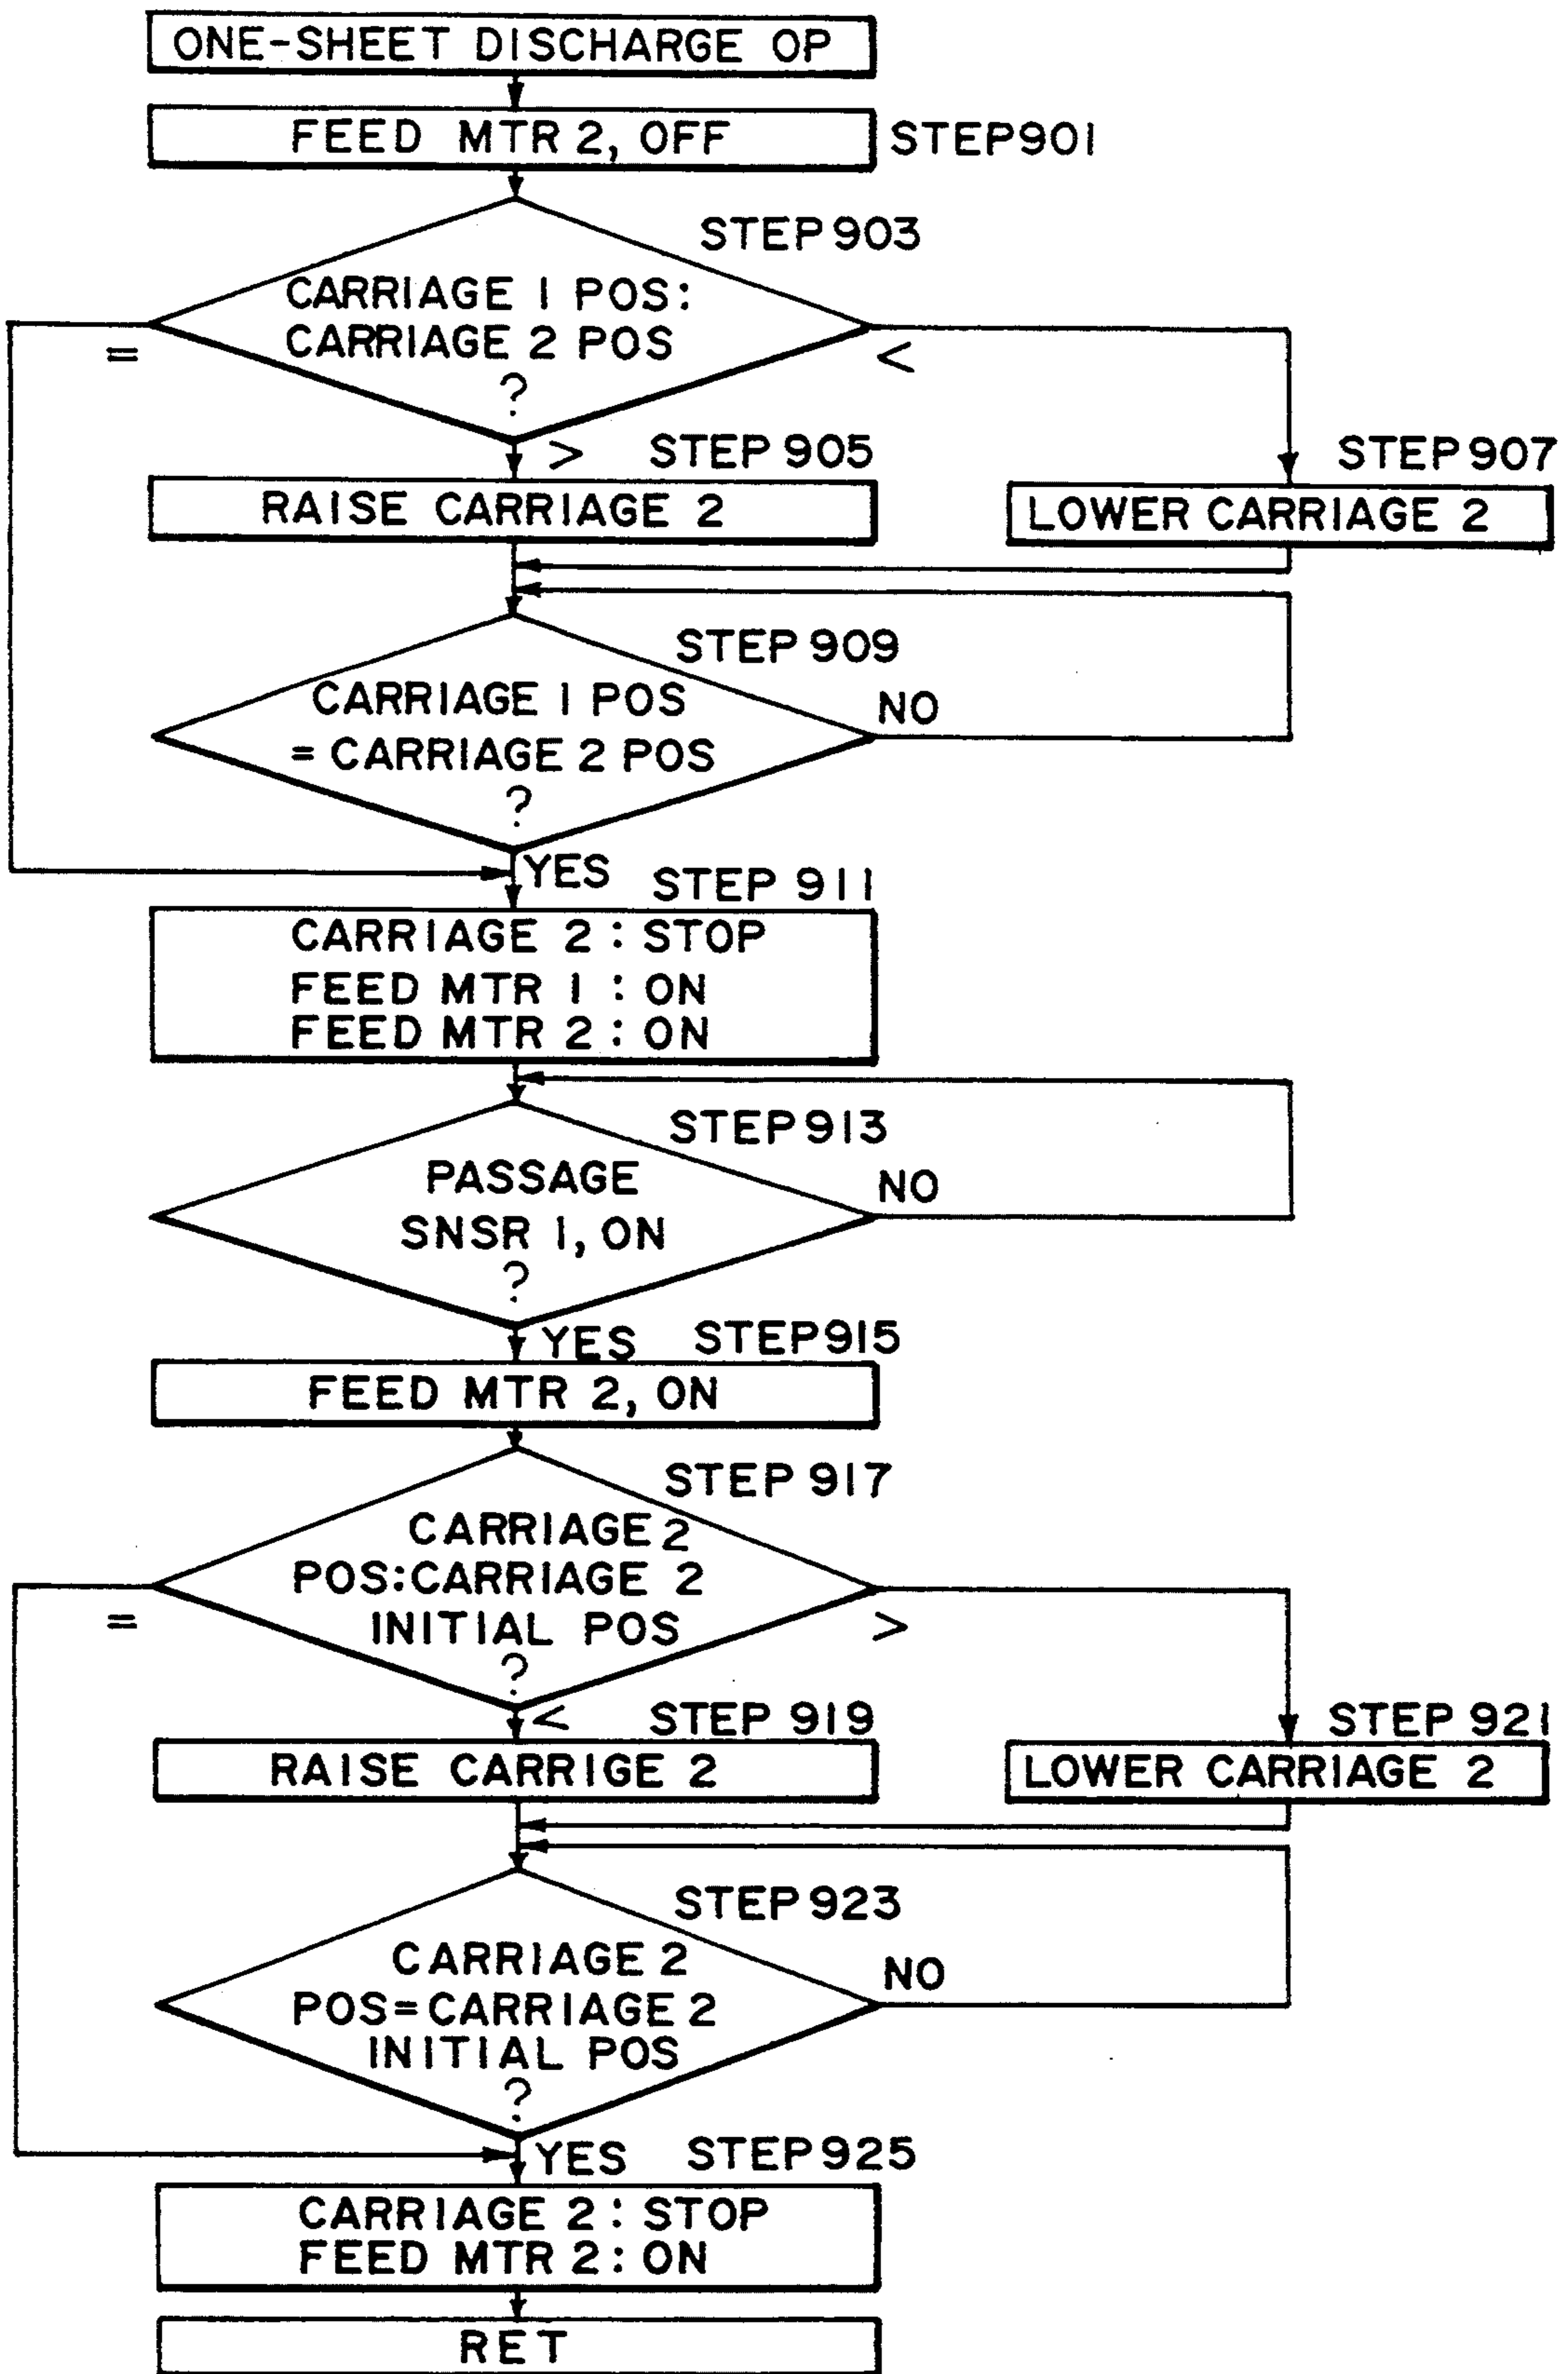 ONE-SHEET DISCHARGE OP
FEED MTR 2, OFF
STEP901
STEP903
CARRIAGE 1 POS:
CARRIAGE 2 POS
?
=
<
>
STEP 905
STEP 907
RAISE CARRIAGE 2
LOWER CARRIAGE 2
STEP 909
CARRIAGE 1 POS
= CARRIAGE 2 POS
?
NO
YES
STEP 911
CARRIAGE 2 : STOP
FEED MTR 1 : ON
FEED MTR 2 : ON
STEP913
PASSAGE
SNSR 1, ON
?
NO
YES
STEP915
FEED MTR 2, ON
STEP 917
CARRIAGE 2
POS:CARRIAGE 2
INITIAL POS
?
=
>
<
STEP 919
STEP 921
RAISE CARRIGE 2
LOWER CARRIAGE 2
STEP923
CARRIAGE 2
POS=CARRIAGE 2
INITIAL POS
?
NO
YES
STEP925
CARRIAGE 2 : STOP
FEED MTR 2 : ON
RET